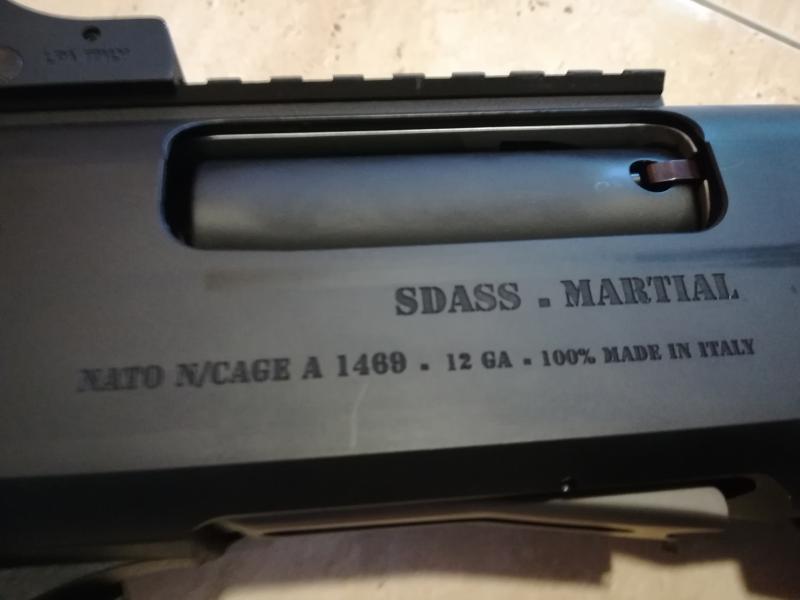 SDASS . MARTIAL
NATO N/CAGE A 1469 . 12 GA . 100% MADE IN ITALY